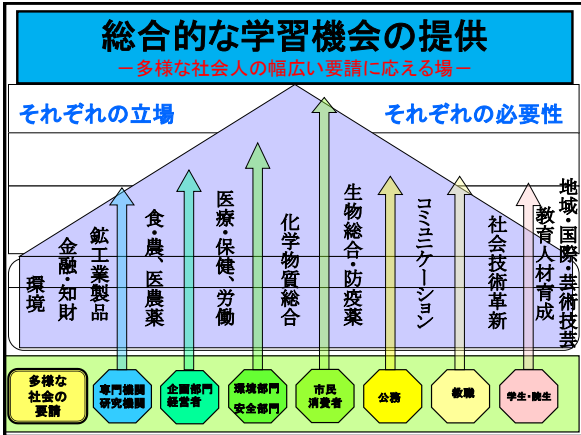 総合的な学習機会の提供
－多様な社会人の幅広い要請に応える場－
それぞれの立場
それぞれの必要性
環境
金融・知財
鉱工業製品
食・農、医農薬
医療・保健、労働
化学物質総合
生物総合・防疫薬
コミュニケーション
社会技術革新
教育人材育成
地域・国際・芸術技芸
多様な
社会の
要請
専門機関
研究機関
企画部門
経営者
環境部門
安全部門
市民
消費者
公務
教職
学生・院生